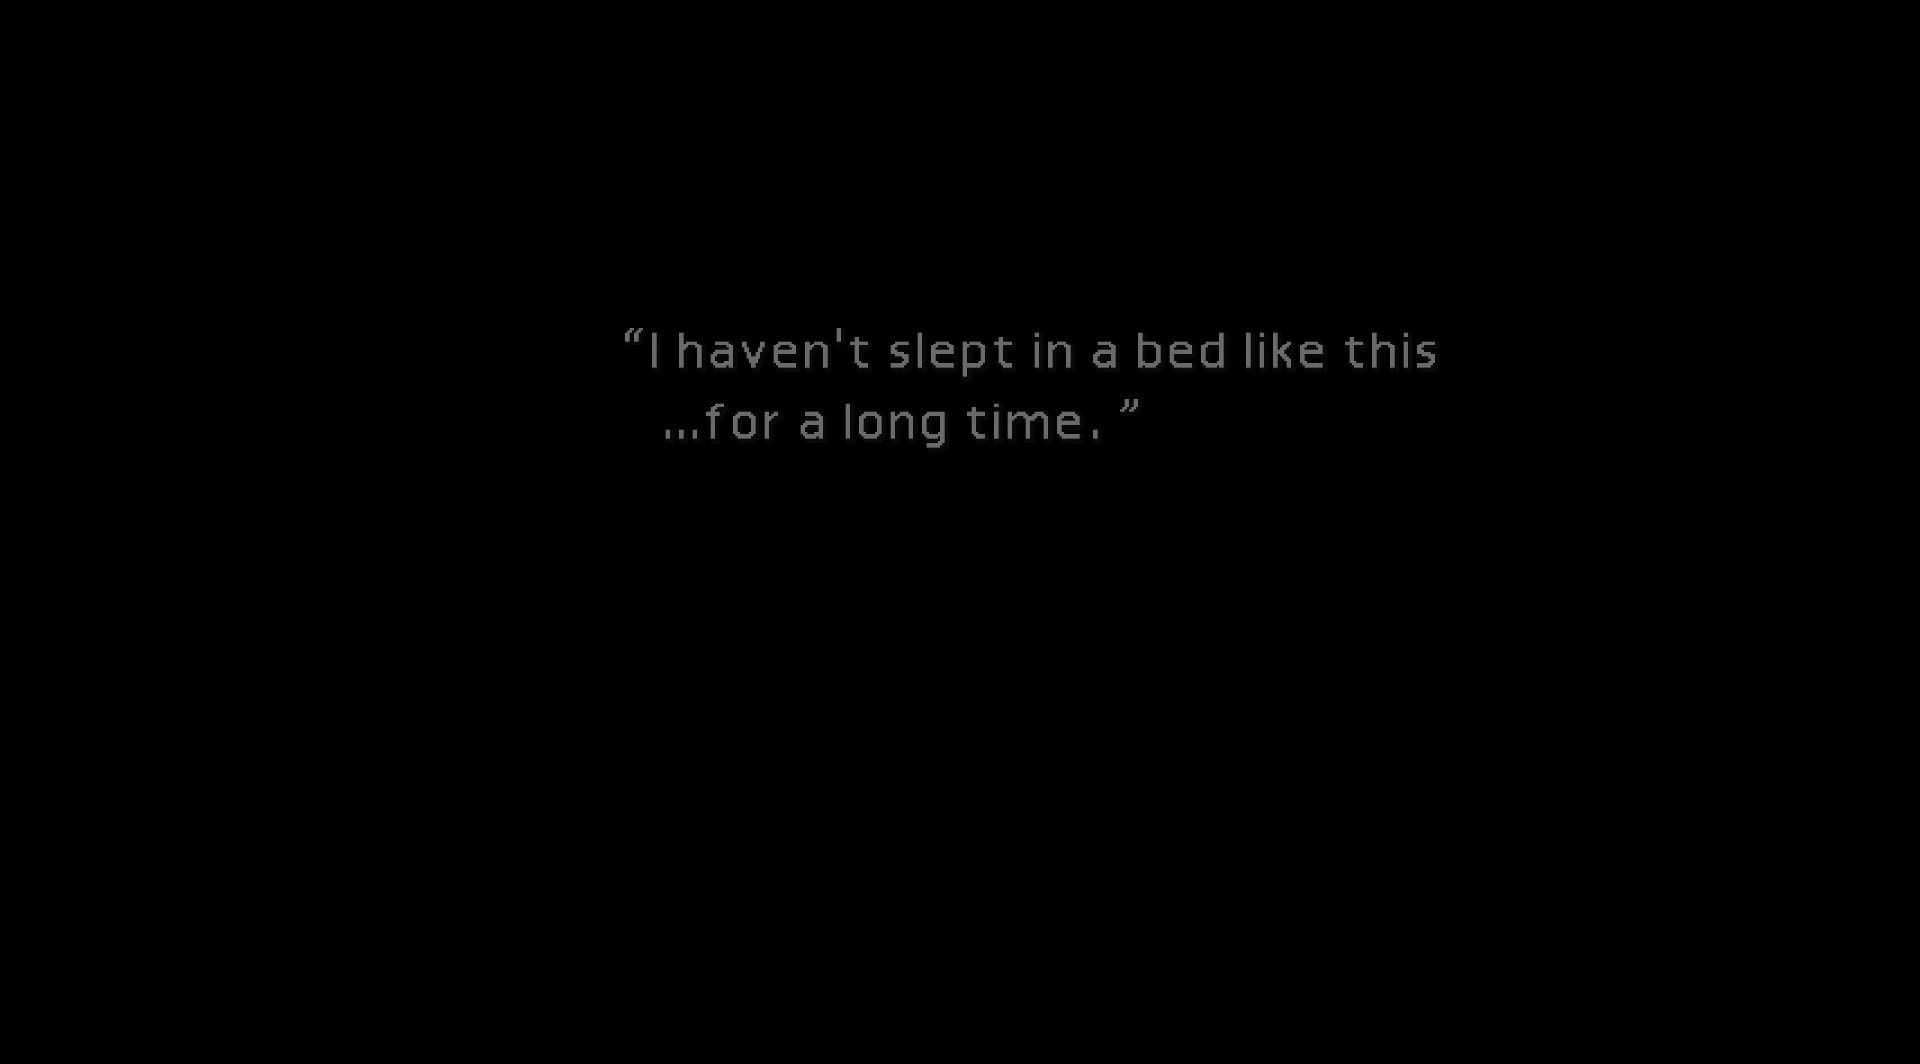 “I haven't slept in a bed like this
...for a long time. ”